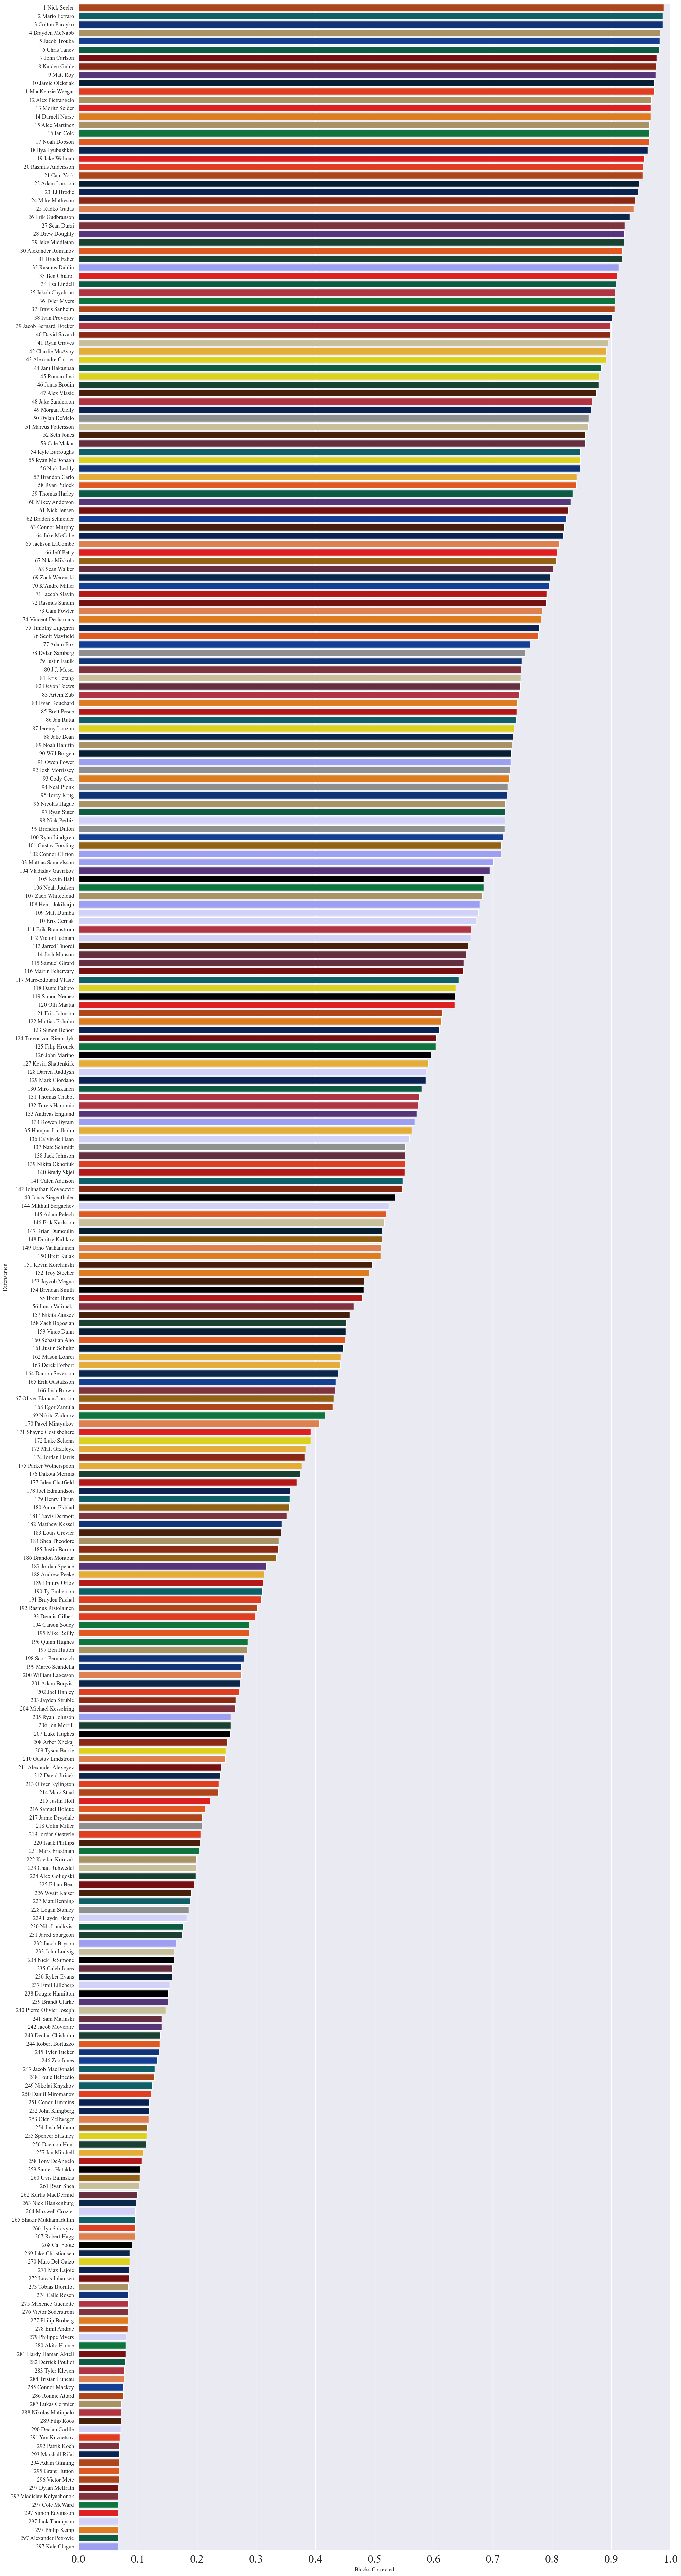 1 Nick Seeler
2 Mario Ferraro
3 Colton Parayko
4 Brayden McNabb
5 Jacob Trouba
6 Chris Tanev
7 John Carlson
8 Kaiden Guhle
9 Matt Roy
10 Jamie Oleksiak
11 MacKenzie Weegar
12 Alex Pietrangelo
13 Moritz Seider
14 Darnell Nurse
15 Alec Martinez
16 Ian Cole
17 Noah Dobson
18 Ilya Lyubushkin
19 Jake Walman
20 Rasmus Andersson
21 Cam York
22 Adam Larsson
23 TJ Brodie
24 Mike Matheson
25 Radko Gudas
26 Erik Gudbranson
27 Sean Durzi
28 Drew Doughty
29 Jake Middleton
30 Alexander Romanov
31 Brock Faber
32 Rasmus Dahlin
33 Ben Chiarot
34 Esa Lindell
35 Jakob Chychrun
36 Tyler Myers
37 Travis Sanheim
38 Ivan Provorov
39 Jacob Bernard-Docker
40 David Savard
41 Ryan Graves
42 Charlie McAvoy
43 Alexandre Carrier
44 Jani Hakanpää
45 Roman Josi
46 Jonas Brodin
47 Alex Vlasic
48 Jake Sanderson
49 Morgan Rielly
50 Dylan DeMelo
51 Marcus Pettersson
52 Seth Jones
53 Cale Makar
54 Kyle Burroughs
55 Ryan McDonagh
56 Nick Leddy
57 Brandon Carlo
58 Ryan Pulock
59 Thomas Harley
60 Mikey Anderson
61 Nick Jensen
62 Braden Schneider
63 Connor Murphy
64 Jake McCabe
65 Jackson LaCombe
66 Jeff Petry
67 Niko Mikkola
68 Sean Walker
69 Zach Werenski
70 K'Andre Miller
71 Jaccob Slavin
72 Rasmus Sandin
73 Cam Fowler
74 Vincent Desharnais
75 Timothy Liljegren
76 Scott Mayfield
77 Adam Fox
78 Dylan Samberg
79 Justin Faulk
80 J.J. Moser
81 Kris Letang
82 Devon Toews
83 Artem Zub
84 Evan Bouchard
85 Brett Pesce
86 Jan Rutta
87 Jeremy Lauzon
88 Jake Bean
89 Noah Hanifin
90 Will Borgen
91 Owen Power
92 Josh Morrissey
93 Cody Ceci
94 Neal Pionk
95 Torey Krug
96 Nicolas Hague
97 Ryan Suter
98 Nick Perbix
99 Brenden Dillon
100 Ryan Lindgren
101 Gustav Forsling
102 Connor Clifton
103 Mattias Samuelsson
104 Vladislav Gavrikov
105 Kevin Bahl
106 Noah Juulsen
107 Zach Whitecloud
108 Henri Jokiharju
109 Matt Dumba
110 Erik Cernak
111 Erik Brannstrom
112 Victor Hedman
113 Jarred Tinordi
114 Josh Manson
115 Samuel Girard
116 Martin Fehervary
117 Marc-Edouard Vlasic
118 Dante Fabbro
119 Simon Nemec
120 Olli Maatta
121 Erik Johnson
122 Mattias Ekholm
123 Simon Benoit
124 Trevor van Riemsdyk
125 Filip Hronek
126 John Marino
127 Kevin Shattenkirk
128 Darren Raddysh
129 Mark Giordano
130 Miro Heiskanen
131 Thomas Chabot
132 Travis Hamonic
133 Andreas Englund
134 Bowen Byram
135 Hampus Lindholm
136 Calvin de Haan
137 Nate Schmidt
138 Jack Johnson
139 Nikita Okhotiuk
140 Brady Skjei
141 Calen Addison
142 Johnathan Kovacevic
143 Jonas Siegenthaler
144 Mikhail Sergachev
145 Adam Pelech
146 Erik Karlsson
147 Brian Dumoulin
148 Dmitry Kulikov
149 Urho Vaakanainen
150 Brett Kulak
151 Kevin Korchinski
152 Troy Stecher
153 Jaycob Megna
154 Brendan Smith
155 Brent Burns
156 Juuso Valimaki
157 Nikita Zaitsev
158 Zach Bogosian
159 Vince Dunn
160 Sebastian Aho
161 Justin Schultz
162 Mason Lohrei
163 Derek Forbort
164 Damon Severson
165 Erik Gustafsson
166 Josh Brown
167 Oliver Ekman-Larsson
168 Egor Zamula
169 Nikita Zadorov
170 Pavel Mintyukov
171 Shayne Gostisbehere
172 Luke Schenn
173 Matt Grzelcyk
174 Jordan Harris
175 Parker Wotherspoon
176 Dakota Mermis
177 Jalen Chatfield
178 Joel Edmundson
179 Henry Thrun
180 Aaron Ekblad
181 Travis Dermott
182 Matthew Kessel
183 Louis Crevier
184 Shea Theodore
185 Justin Barron
186 Brandon Montour
187 Jordan Spence
188 Andrew Peeke
189 Dmitry Orlov
190 Ty Emberson
191 Brayden Pachal
192 Rasmus Ristolainen
193 Dennis Gilbert
194 Carson Soucy
195 Mike Reilly
196 Quinn Hughes
197 Ben Hutton
198 Scott Perunovich
199 Marco Scandella
200 William Lagesson
201 Adam Boqvist
202 Joel Hanley
203 Jayden Struble
204 Michael Kesselring
205 Ryan Johnson
206 Jon Merrill
207 Luke Hughes
208 Arber Xhekaj
209 Tyson Barrie
210 Gustav Lindstrom
211 Alexander Alexeyev
212 David Jiricek
213 Oliver Kylington
214 Marc Staal
215 Justin Holl
216 Samuel Bolduc
217 Jamie Drysdale
218 Colin Miller
219 Jordan Oesterle
220 Isaak Phillips
221 Mark Friedman
222 Kaedan Korczak
223 Chad Ruhwedel
224 Alex Goligoski
225 Ethan Bear
226 Wyatt Kaiser
227 Matt Benning
228 Logan Stanley
229 Haydn Fleury
230 Nils Lundkvist
231 Jared Spurgeon
232 Jacob Bryson
233 John Ludvig
234 Nick DeSimone
235 Caleb Jones
236 Ryker Evans
237 Emil Lilleberg
238 Dougie Hamilton
239 Brandt Clarke
240 Pierre-Olivier Joseph
241 Sam Malinski
242 Jacob Moverare
243 Declan Chisholm
244 Robert Bortuzzo
245 Tyler Tucker
246 Zac Jones
247 Jacob MacDonald
248 Louie Belpedio
249 Nikolai Knyzhov
250 Daniil Miromanov
251 Conor Timmins
252 John Klingberg
253 Olen Zellweger
254 Josh Mahura
255 Spencer Stastney
256 Daemon Hunt
257 Ian Mitchell
258 Tony DeAngelo
259 Santeri Hatakka
260 Uvis Balinskis
261 Ryan Shea
262 Kurtis MacDermid
263 Nick Blankenburg
264 Maxwell Crozier
265 Shakir Mukhamadullin
266 Ilya Solovyov
267 Robert Hagg
268 Cal Foote
269 Jake Christiansen
270 Marc Del Gaizo
271 Max Lajoie
272 Lucas Johansen
273 Tobias Bjornfot
274 Calle Rosen
275 Maxence Guenette
276 Victor Soderstrom
277 Philip Broberg
278 Emil Andrae
279 Philippe Myers
280 Akito Hirose
281 Hardy Haman Aktell
282 Derrick Pouliot
283 Tyler Kleven
284 Tristan Luneau
285 Connor Mackey
286 Ronnie Attard
287 Lukas Cormier
288 Nikolas Matinpalo
289 Filip Roos
290 Declan Carlile
291 Yan Kuznetsov
292 Patrik Koch
293 Marshall Rifai
294 Adam Ginning
295 Grant Hutton
296 Victor Mete
297 Dylan McIlrath
297 Vladislav Kolyachonok
297 Cole McWard
297 Simon Edvinsson
297 Jack Thompson
297 Philip Kemp
297 Alexander Petrovic
297 Kale Clague
Defensemen
0.0 0.1 0.2 0.3 0.4 0.5 0.6 0.7 0.8 0.9 1.0
Blocks Corrected